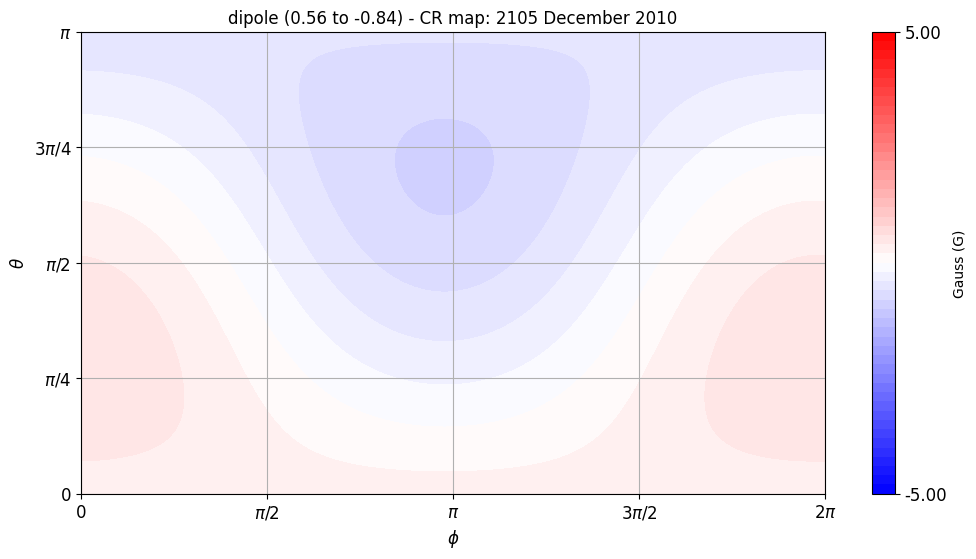 dipole (0.56 to -0.84) - CR map: 2105 December 2010
π
3π/4
π/2
π/4
0
θ
0
π/2
π
3π/2
2π
ϕ
5.00
-5.00
Gauss (G)